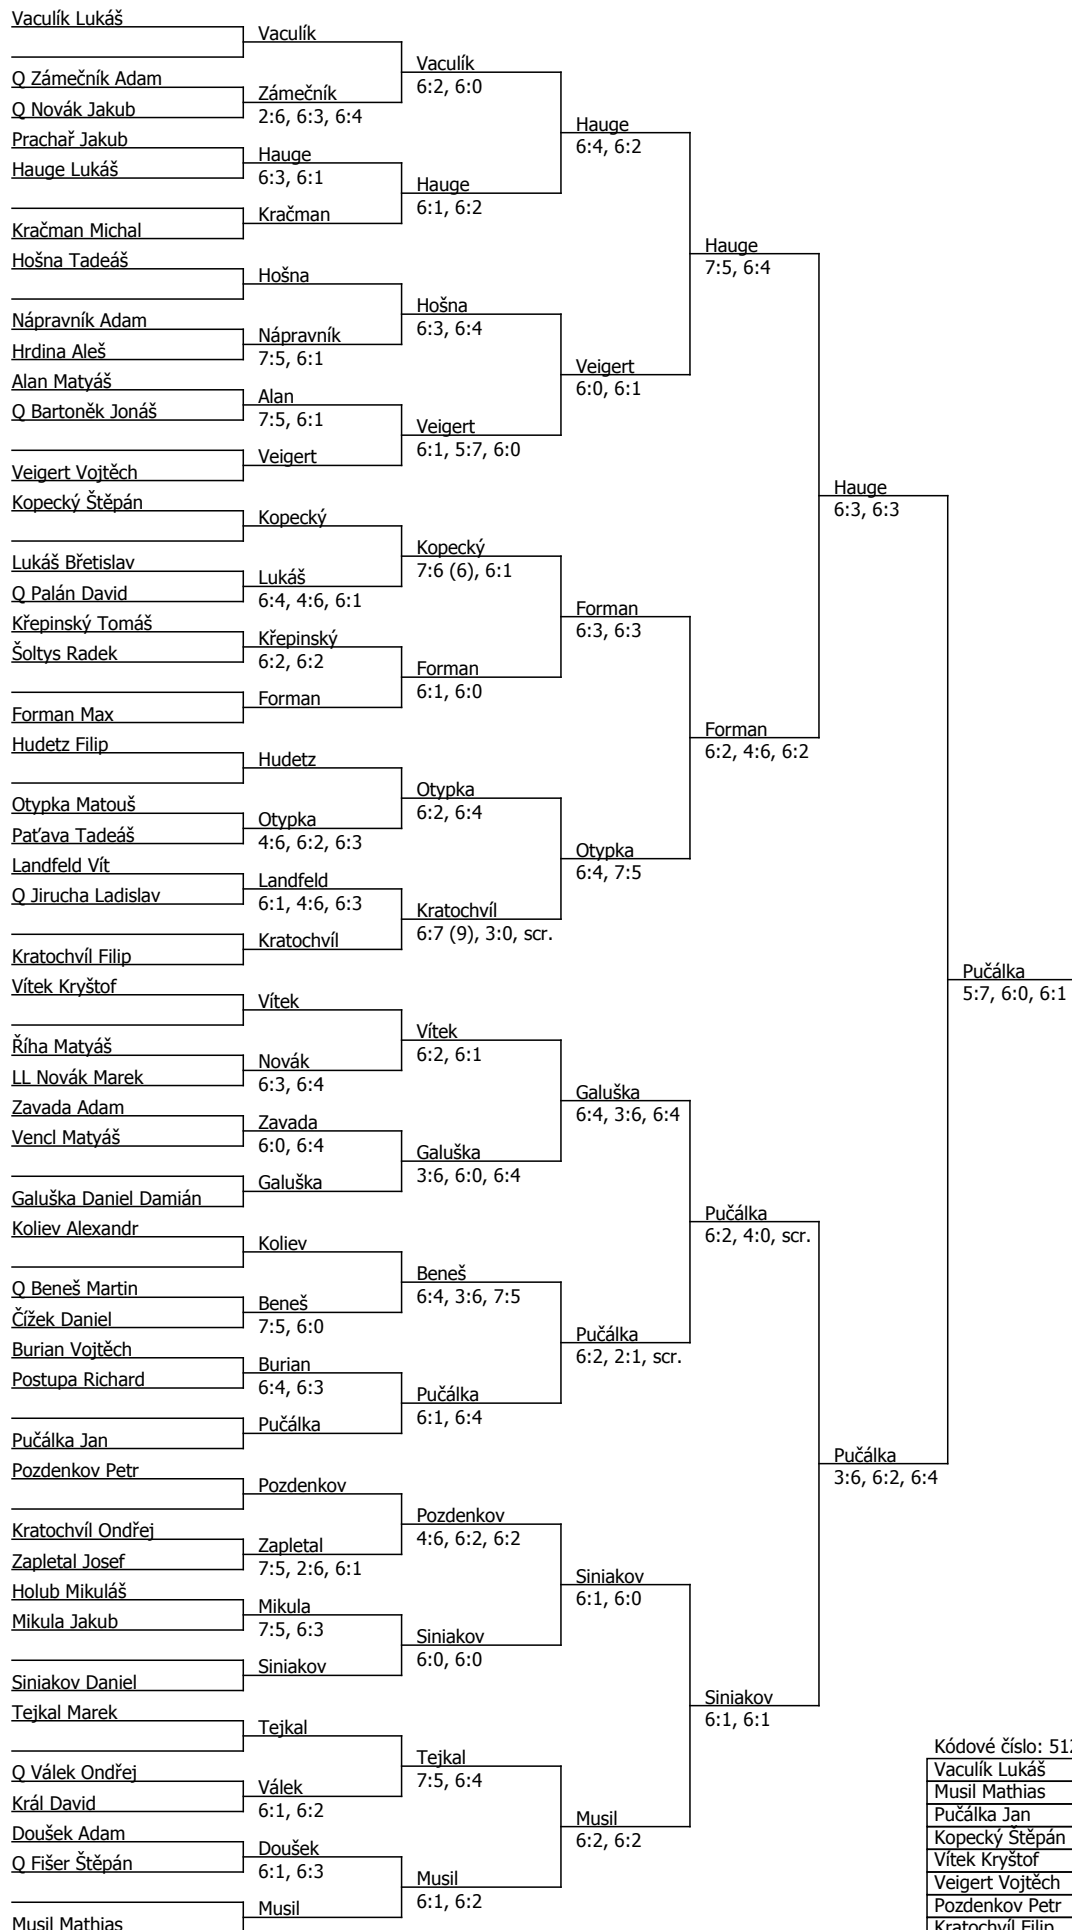 Vaculík Lukáš
Vaculík
Vaculík
6:2, 6:0
Q Zámečník Adam
Zámečník
Q Novák Jakub
2:6, 6:3, 6:4
Hauge
6:4, 6:2
Prachař Jakub
Hauge
Hauge Lukáš
6:3, 6:1
Hauge
6:1, 6:2
Kračman
Kračman Michal
Hauge
7:5, 6:4
Hošna Tadeáš
Hošna
Hošna
6:3, 6:4
Nápravník Adam
Nápravník
Hrdina Aleš
7:5, 6:1
Veigert
6:0, 6:1
Alan Matyáš
Alan
Q Bartoněk Jonáš
7:5, 6:1
Veigert
6:1, 5:7, 6:0
Veigert
Veigert Vojtěch
Hauge
6:3, 6:3
Kopecký Štěpán
Kopecký
Kopecký
7:6 (6), 6:1
Lukáš Břetislav
Lukáš
Q Palán David
6:4, 4:6, 6:1
Forman
6:3, 6:3
Křepinský Tomáš
Křepinský
Šoltys Radek
6:2, 6:2
Forman
6:1, 6:0
Forman
Forman Max
Forman
6:2, 4:6, 6:2
Hudetz Filip
Hudetz
Otypka
6:2, 6:4
Otypka Matouš
Otypka
Paťava Tadeáš
4:6, 6:2, 6:3
Otypka
6:4, 7:5
Landfeld Vít
Landfeld
Q Jirucha Ladislav
6:1, 4:6, 6:3
Kratochvíl
6:7 (9), 3:0, scr.
Kratochvíl
Kratochvíl Filip
Pučálka
5:7, 6:0, 6:1
Vítek Kryštof
Vítek
Vítek
6:2, 6:1
Říha Matyáš
Novák
LL Novák Marek
6:3, 6:4
Galuška
6:4, 3:6, 6:4
Zavada Adam
Zavada
Vencl Matyáš
6:0, 6:4
Galuška
3:6, 6:0, 6:4
Galuška
Galuška Daniel Damián
Pučálka
6:2, 4:0, scr.
Koliev Alexandr
Koliev
Beneš
6:4, 3:6, 7:5
Q Beneš Martin
Beneš
Čížek Daniel
7:5, 6:0
Pučálka
6:2, 2:1, scr.
Burian Vojtěch
Burian
Postupa Richard
6:4, 6:3
Pučálka
6:1, 6:4
Pučálka
Pučálka Jan
Pučálka
3:6, 6:2, 6:4
Pozdenkov Petr
Pozdenkov
Pozdenkov
4:6, 6:2, 6:2
Kratochvíl Ondřej
Zapletal
Zapletal Josef
7:5, 2:6, 6:1
Siniakov
6:1, 6:0
Holub Mikuláš
Mikula
Mikula Jakub
7:5, 6:3
Siniakov
6:0, 6:0
Siniakov
Siniakov Daniel
Siniakov
6:1, 6:1
Tejkal Marek
Tejkal
Tejkal
7:5, 6:4
Q Válek Ondřej
Válek
Král David
6:1, 6:2
Musil
6:2, 6:2
Doušek Adam
Doušek
Q Fišer Štěpán
6:1, 6:3
Musil
6:1, 6:2
Musil
Musil Mathias
Kódové číslo: 512
Vaculík Lukáš
Musil Mathias
Pučálka Jan
Kopecký Štěpán
Vítek Kryštof
Veigert Vojtěch
Pozdenkov Petr
Kratochvíl Filip